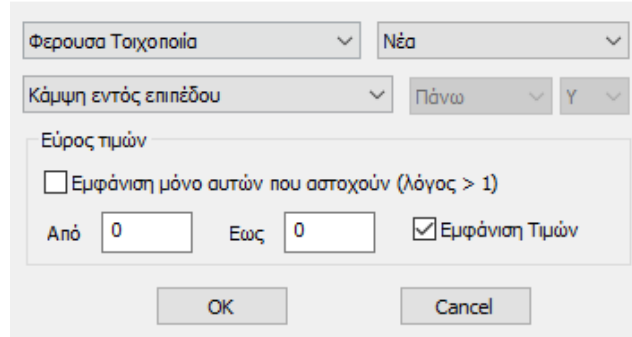 Φερουσα Τοιχοποιία Νέα
Κάμψη εντός επιπέδου Πάνω Y
Εύρος τιμών
Εμφάνιση μόνο αυτών που αστοχούν (λόγος > 1)
Από 0 Εως 0 Εμφάνιση Τιμών
OK Cancel